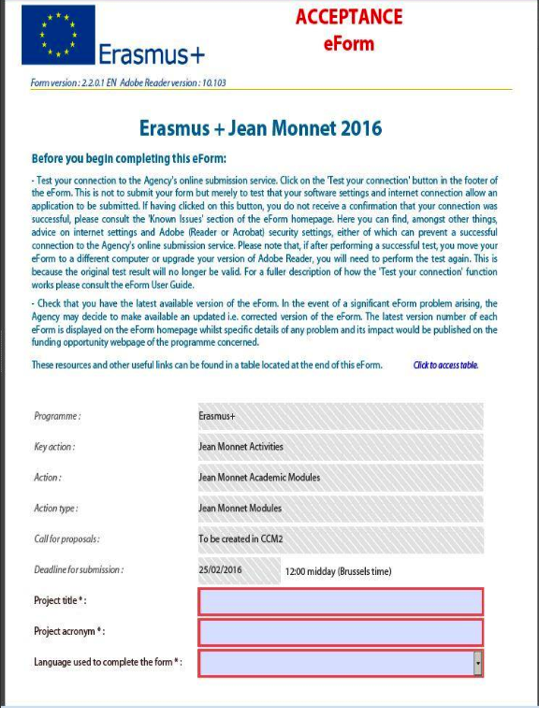 ACCEPTANCE
eForm
Erasmus+
Form version : 2.2.0.1 EN Adobe Reader version : 10.103
Erasmus + Jean Monnet 2016
Before you begin completing this eForm:
- Test your connection to the Agency's online submission service. Click on the 'Test your connection' button in the footer of
the eForm. This is not to submit your form but merely to test that your software settings and internet connection allow an
application to be submitted. If having clicked on this button, you do not receive a confirmation that your connection was
successful, please consult the 'Known Issues' section of the eForm homepage. Here you can find, amongst other things,
advice on internet settings and Adobe (Reader or Acrobat) security settings, either of which can prevent a successful
connection to the Agency's online submission service. Please note that, if after performing a successful test, you move your
eForm to a different computer or upgrade your version of Adobe Reader, you will need to perform the test again. This is
because the original test result will no longer be valid. For a fuller description of how the 'Test your connection' function
works please consult the eForm User Guide.
- Check that you have the latest available version of the eForm. In the event of a significant eForm problem arising, the
Agency may decide to make available an updated i.e. corrected version of the eForm. The latest version number of each
eForm is displayed on the eForm homepage whilst specific details of any problem and its impact would be published on the
funding opportunity webpage of the programme concerned.
These resources and other useful links can be found in a table located at the end of this eForm. Click to access table.
Programme : Erasmus+
Key action : Jean Monnet Activities
Action : Jean Monnet Academic Modules
Action type : Jean Monnet Modules
Call for proposals : To be created in CCM2
Deadline for submission : 25/02/2016 12:00 midday (Brussels time)
Project title * :
Project acronym * :
Language used to complete the form * :